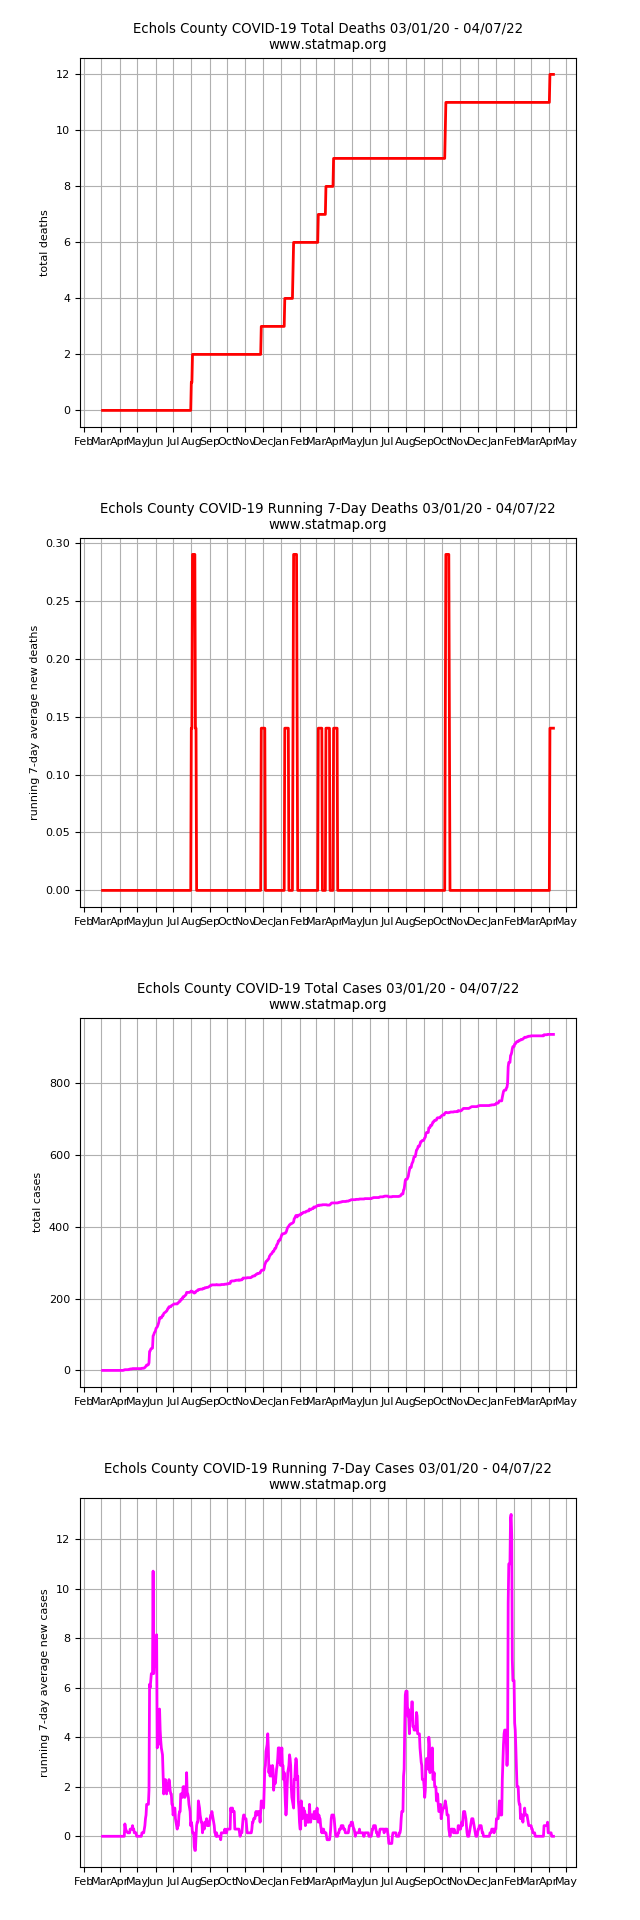 Echols County COVID-19 Total Deaths 03/01/20 - 04/07/22
www.statmap.org
total deaths
12
10
8
6
4
2
0
Feb Mar Apr May Jun Jul Aug Sep Oct Nov Dec Jan Feb Mar Apr May Jun Jul Aug Sep Oct Nov Dec Jan Feb Mar Apr May
Echols County COVID-19 Running 7-Day Deaths 03/01/20 - 04/07/22
www.statmap.org
running 7-day average new deaths
0.30
0.25
0.20
0.15
0.10
0.05
0.00
Feb Mar Apr May Jun Jul Aug Sep Oct Nov Dec Jan Feb Mar Apr May Jun Jul Aug Sep Oct Nov Dec Jan Feb Mar Apr May
Echols County COVID-19 Total Cases 03/01/20 - 04/07/22
www.statmap.org
total cases
800
600
400
200
0
Feb Mar Apr May Jun Jul Aug Sep Oct Nov Dec Jan Feb Mar Apr May Jun Jul Aug Sep Oct Nov Dec Jan Feb Mar Apr May
Echols County COVID-19 Running 7-Day Cases 03/01/20 - 04/07/22
www.statmap.org
running 7-day average new cases
12
10
8
6
4
2
0
Feb Mar Apr May Jun Jul Aug Sep Oct Nov Dec Jan Feb Mar Apr May Jun Jul Aug Sep Oct Nov Dec Jan Feb Mar Apr May